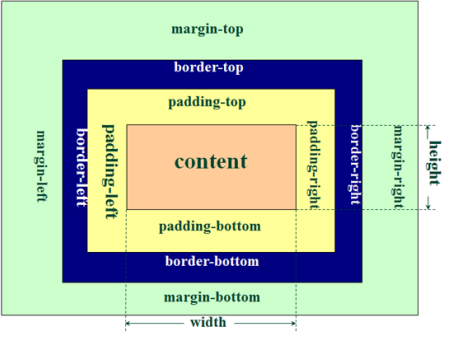 margin-top
border-top
padding-top
margin-left
border-left
padding-left
content
padding-right
border-right
margin-right
height
padding-bottom
border-bottom
margin-bottom
width